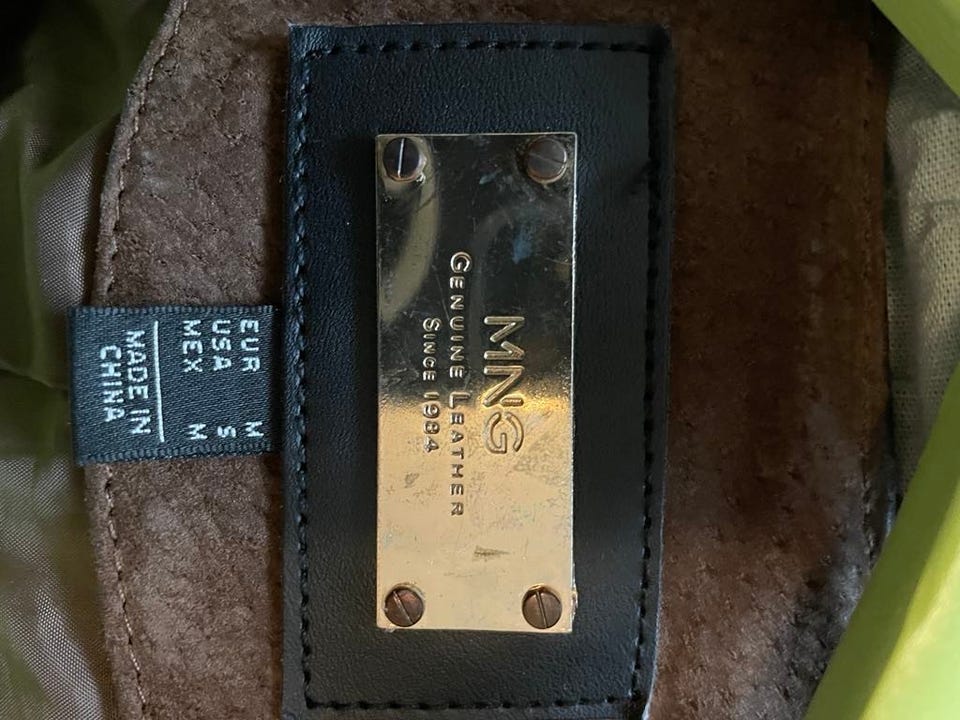 MNG
GENUINE LEATHER
SINCE 1984
EUR M
USA S
MEX M
MADE IN
CHINA